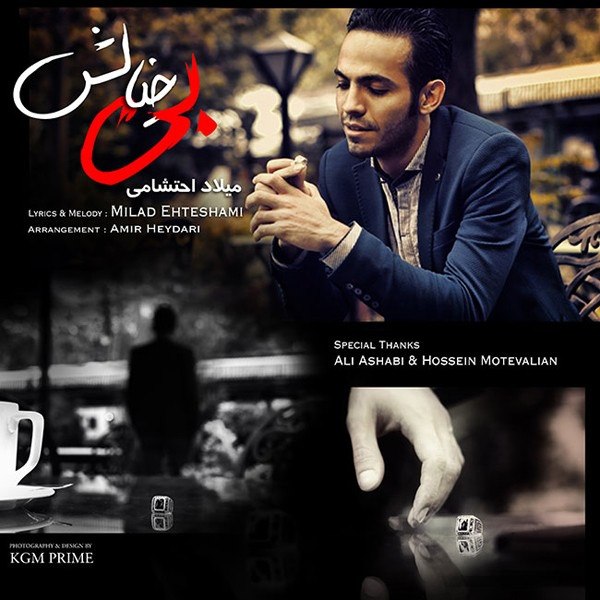 بی خیالش
میلاد احتشامی
LYRICS & MELODY : MILAD EHTESHAMI
ARRANGEMENT : AMIR HEYDARI
SPECIAL THANKS
ALI ASHABI & HOSSEIN MOTEVALIAN
PHOTOGRAPHY & DESIGN BY
KGM PRIME